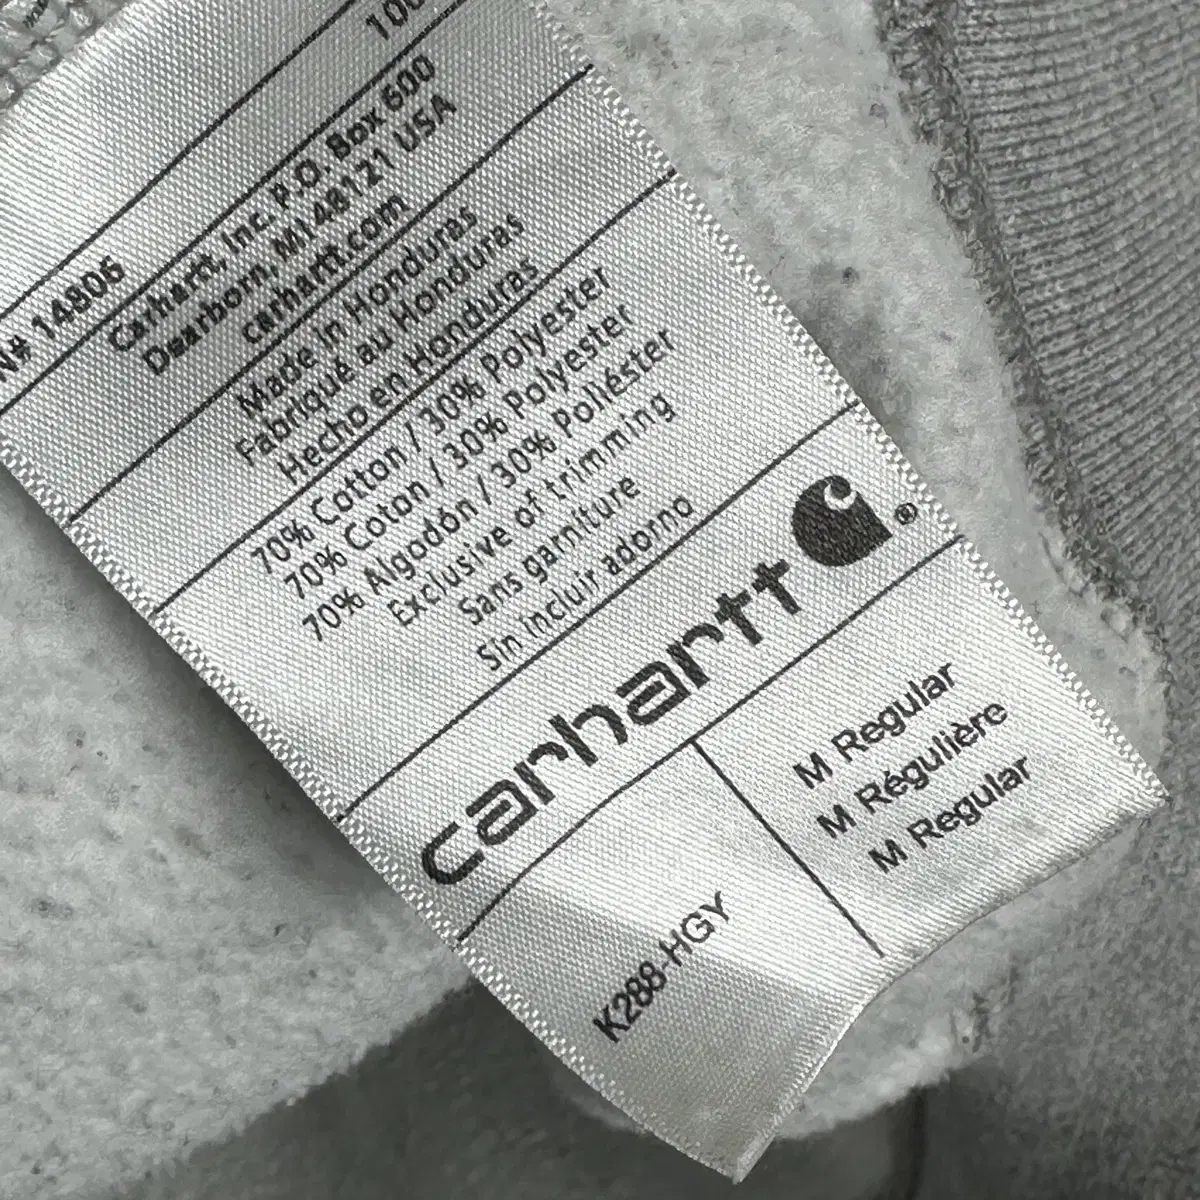 14806
Carhartt, Inc. P.O. Box 600
Dearborn, MI 48121 USA
carhartt.com
Made in Honduras
Fabriqué au Honduras
Hecho en Honduras
70% Cotton / 30% Polyester
70% Coton / 30% Polyester
70% Algodón / 30% Poliéster
Exclusive of trimming
Sans garniture
Sin incluir adorno
carhartt ®
M Regular
M Régulière
M Regular
K288-HGY